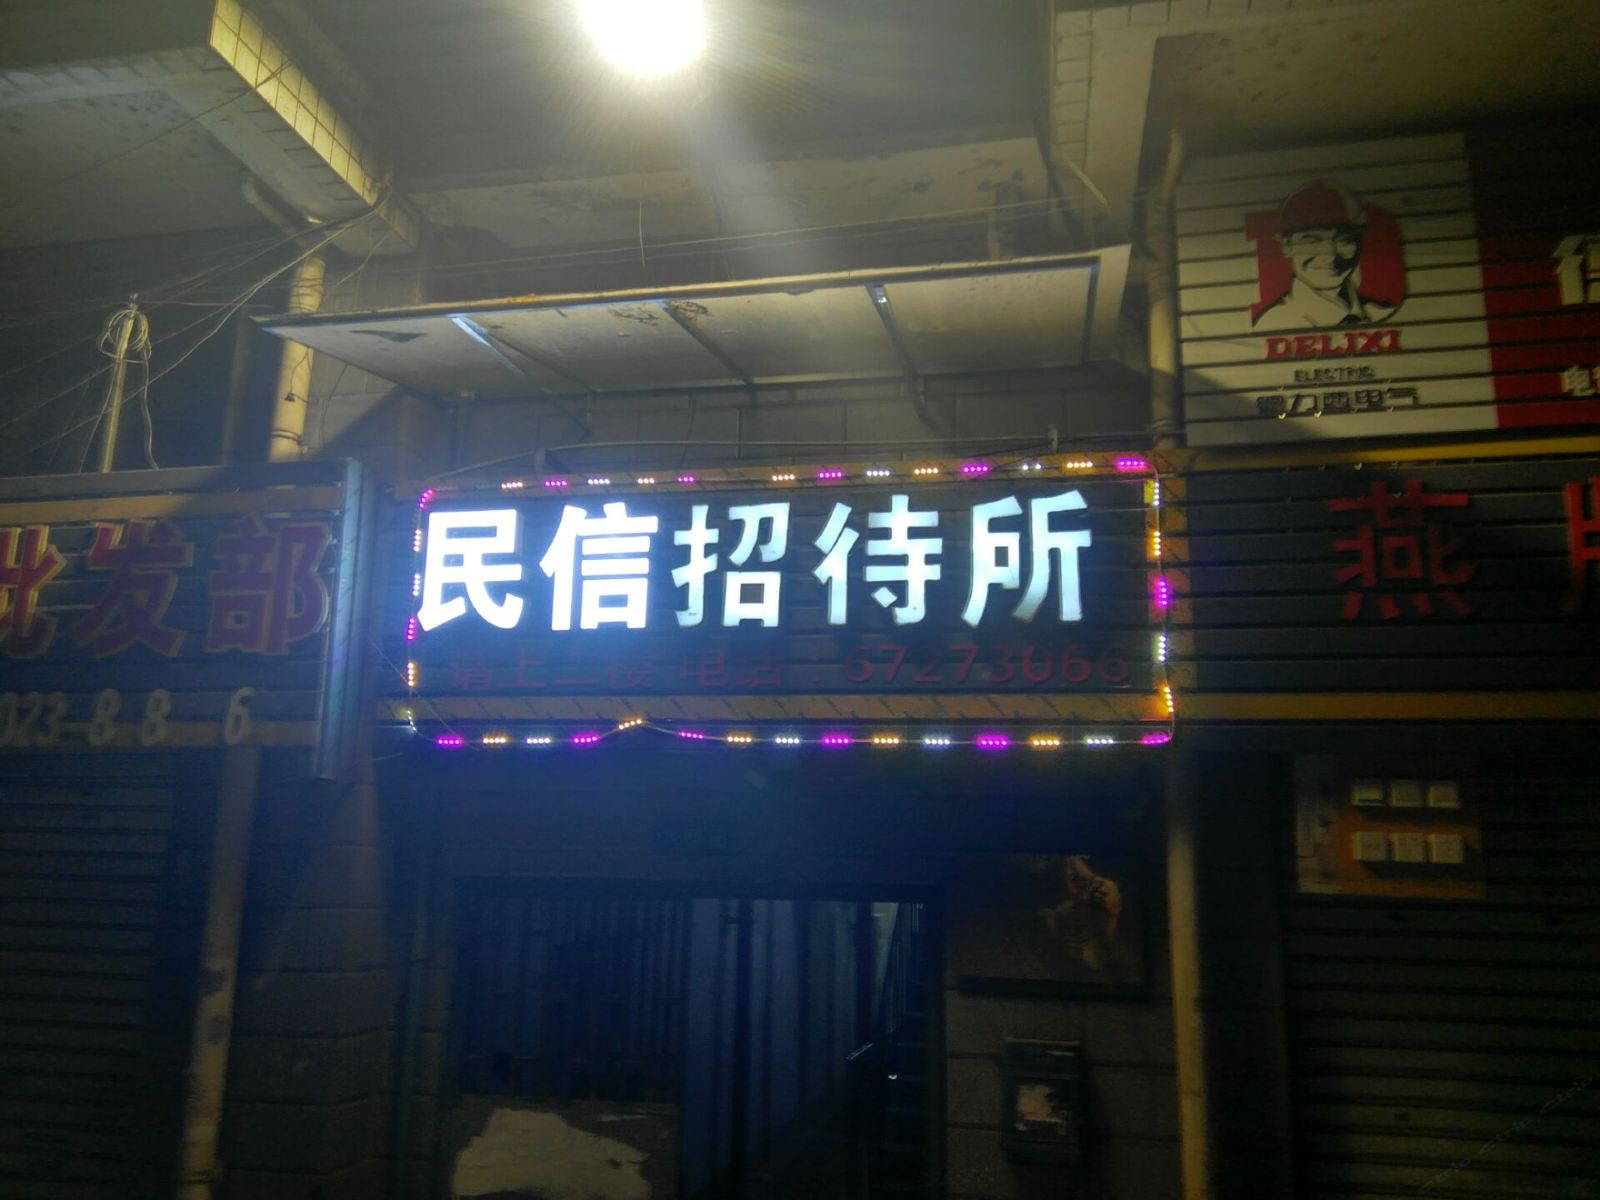 民信招待所
请上二楼 电话：67273066
批发部
DELIXI
ELECTRIC
德力西电气
电
燕